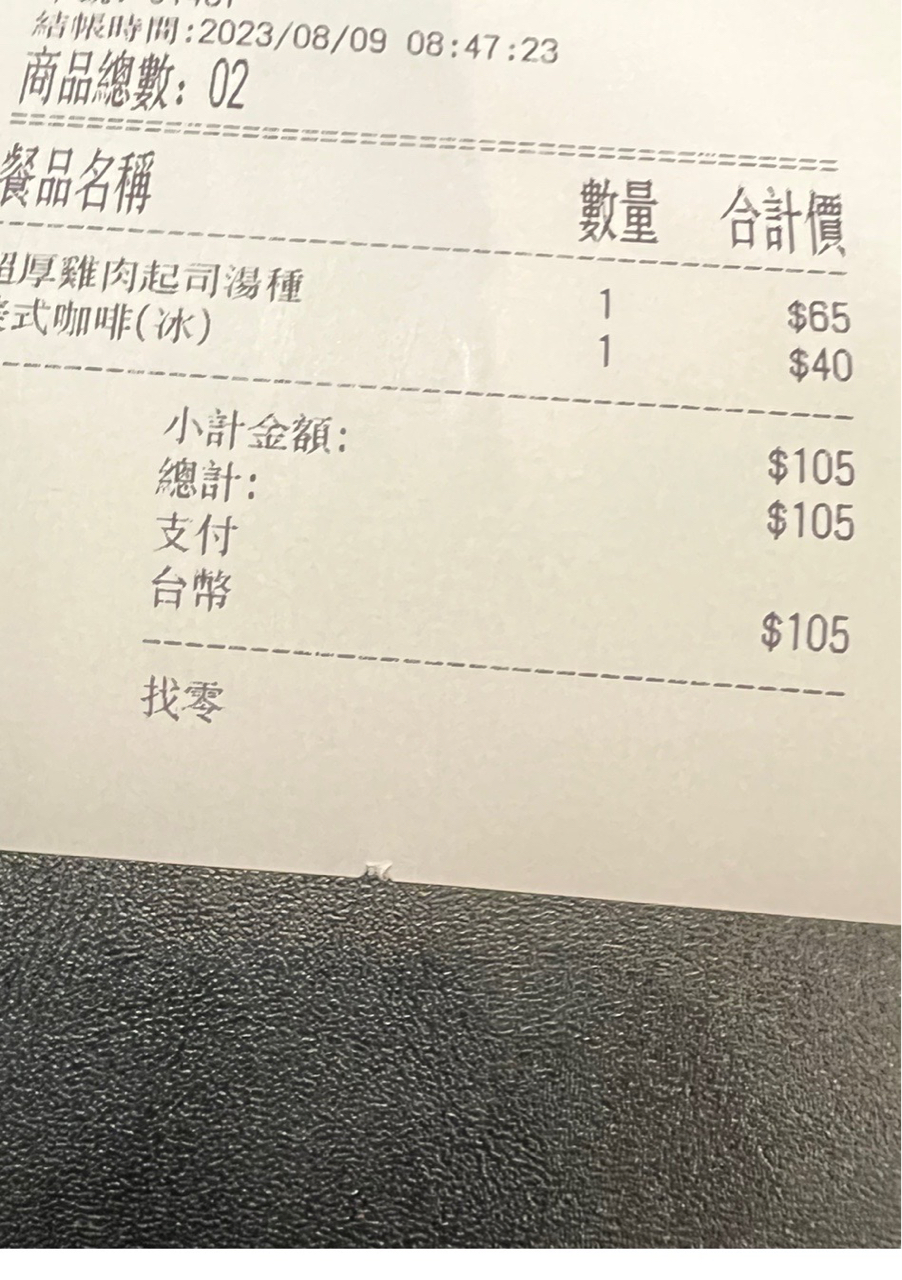 結帳時間:2023/08/09 08:47:23
商品總數: 02
餐品名稱 數量 合計價
超厚雞肉起司湯種 1 $65
美式咖啡(冰) 1 $40
小計金額: $105
總計: $105
支付
台幣 $105
找零